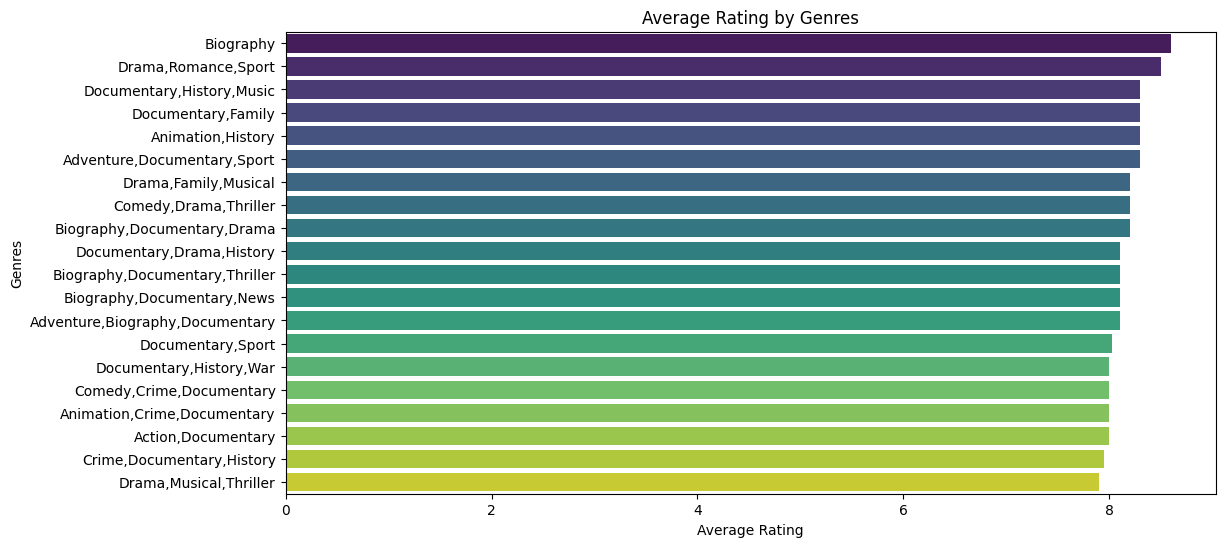 Average Rating by Genres
Biography
Drama,Romance,Sport
Documentary,History,Music
Documentary,Family
Animation,History
Adventure,Documentary,Sport
Drama,Family,Musical
Comedy,Drama,Thriller
Biography,Documentary,Drama
Documentary,Drama,History
Biography,Documentary,Thriller
Biography,Documentary,News
Adventure,Biography,Documentary
Documentary,Sport
Documentary,History,War
Comedy,Crime,Documentary
Animation,Crime,Documentary
Action,Documentary
Crime,Documentary,History
Drama,Musical,Thriller
Genres
0 2 4 6 8
Average Rating